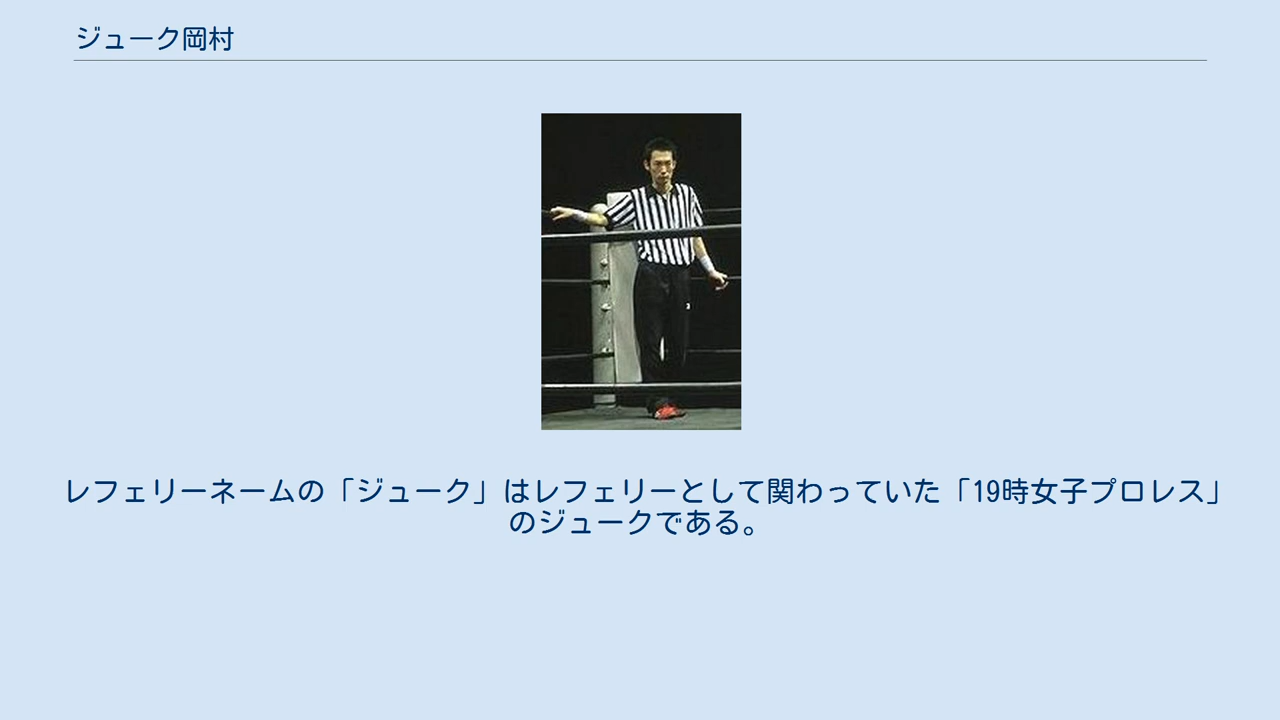 ジューク岡村
レフェリーネームの「ジューク」はレフェリーとして関わっていた「19時女子プロレス」
のジュークである。